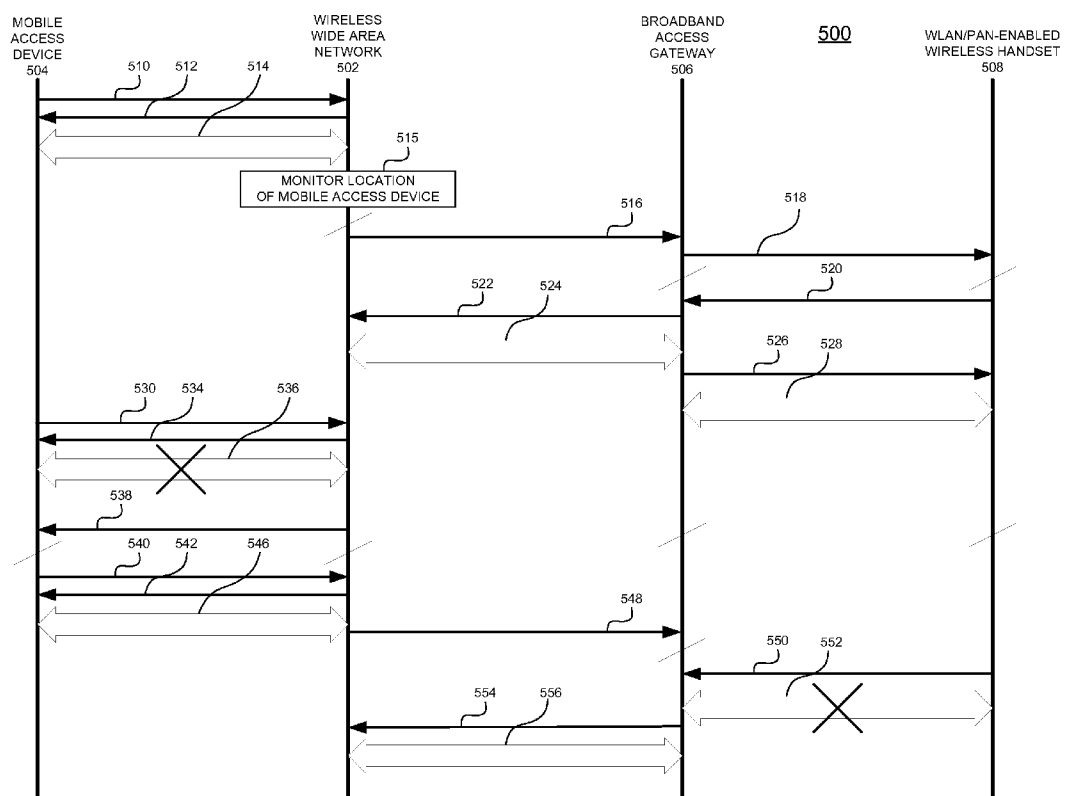 MOBILE
ACCESS
DEVICE
504
WIRELESS
WIDE AREA
NETWORK
502
BROADBAND
ACCESS
GATEWAY
506
500
WLAN/PAN-ENABLED
WIRELESS HANDSET
508
510
512
514
515
MONITOR LOCATION
OF MOBILE ACCESS DEVICE
516
518
520
522
524
526
528
530
534
536
538
540
542
546
548
550
552
554
556